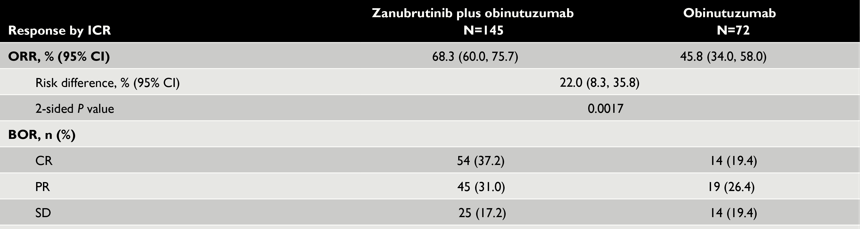 Response by ICR Zanubrutinib plus obinutuzumab N=145 Obinutuzumab N=72
ORR, % (95% CI) 68.3 (60.0, 75.7) 45.8 (34.0, 58.0)
Risk difference, % (95% CI) 22.0 (8.3, 35.8)
2-sided P value 0.0017
BOR, n (%)
CR 54 (37.2) 14 (19.4)
PR 45 (31.0) 19 (26.4)
SD 25 (17.2) 14 (19.4)